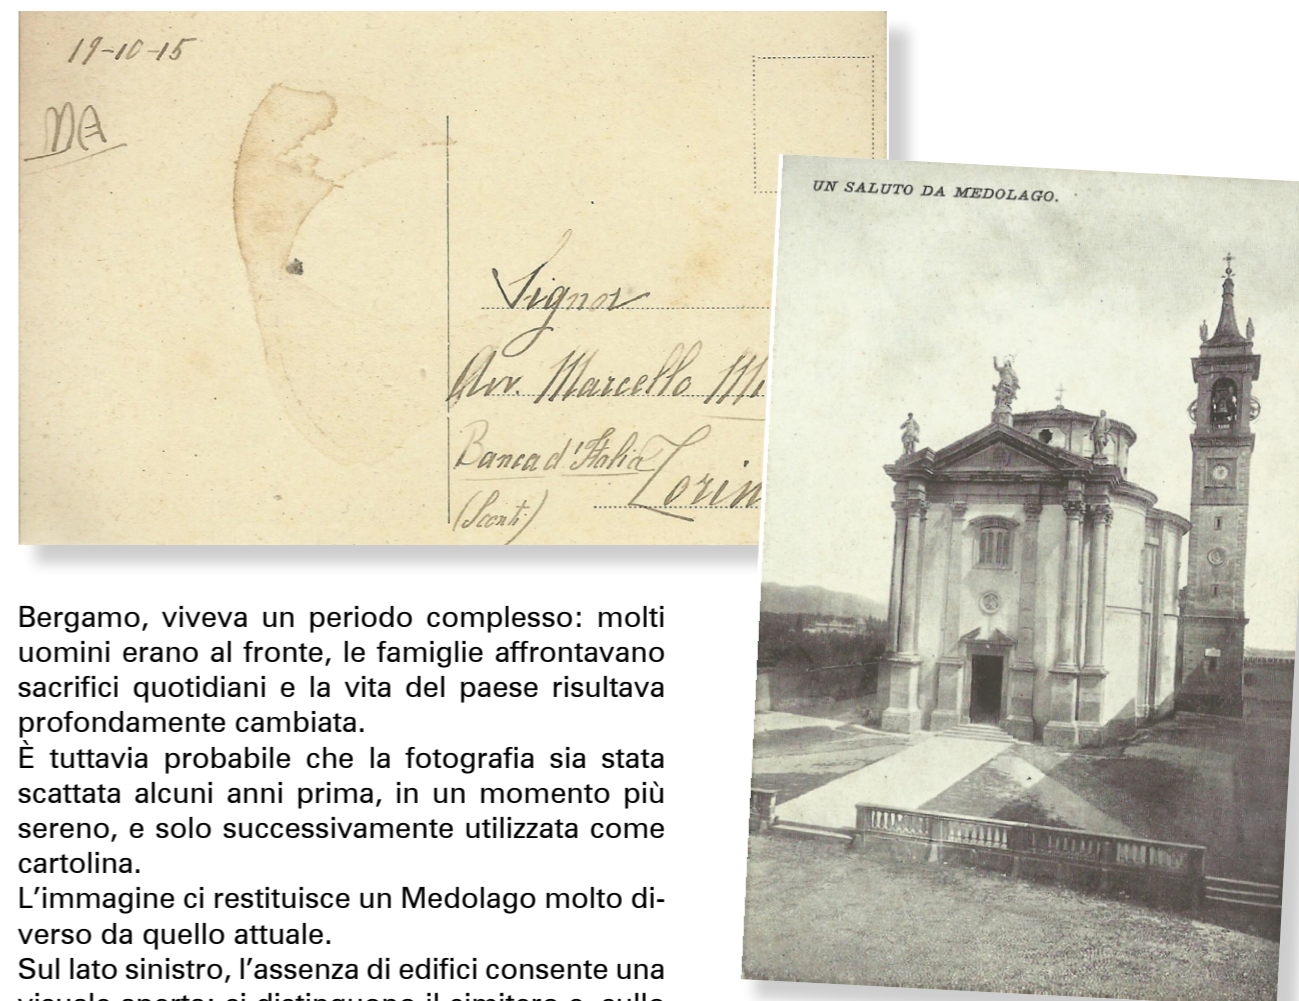 19-10-15
Signor
Avv. Marcello
Banca d'Italia
(Sconti)
UN SALUTO DA MEDOLAGO.
Bergamo, viveva un periodo complesso: molti
uomini erano al fronte, le famiglie affrontavano
sacrifici quotidiani e la vita del paese risultava
profondamente cambiata.
È tuttavia probabile che la fotografia sia stata
scattata alcuni anni prima, in un momento più
sereno, e solo successivamente utilizzata come
cartolina.
L'immagine ci restituisce un Medolago molto di-
verso da quello attuale.
Sul lato sinistro, l'assenza di edifici consente una